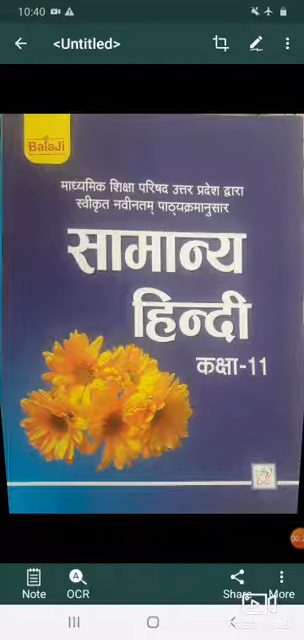 10:40
<Untitled>
BalaJi
माध्यमिक शिक्षा परिषद उत्तर प्रदेश द्वारा
स्वीकृत नवीनतम् पाठ्यक्रमानुसार
सामान्य
हिन्दी
कक्षा-11
Note
OCR
Share
More